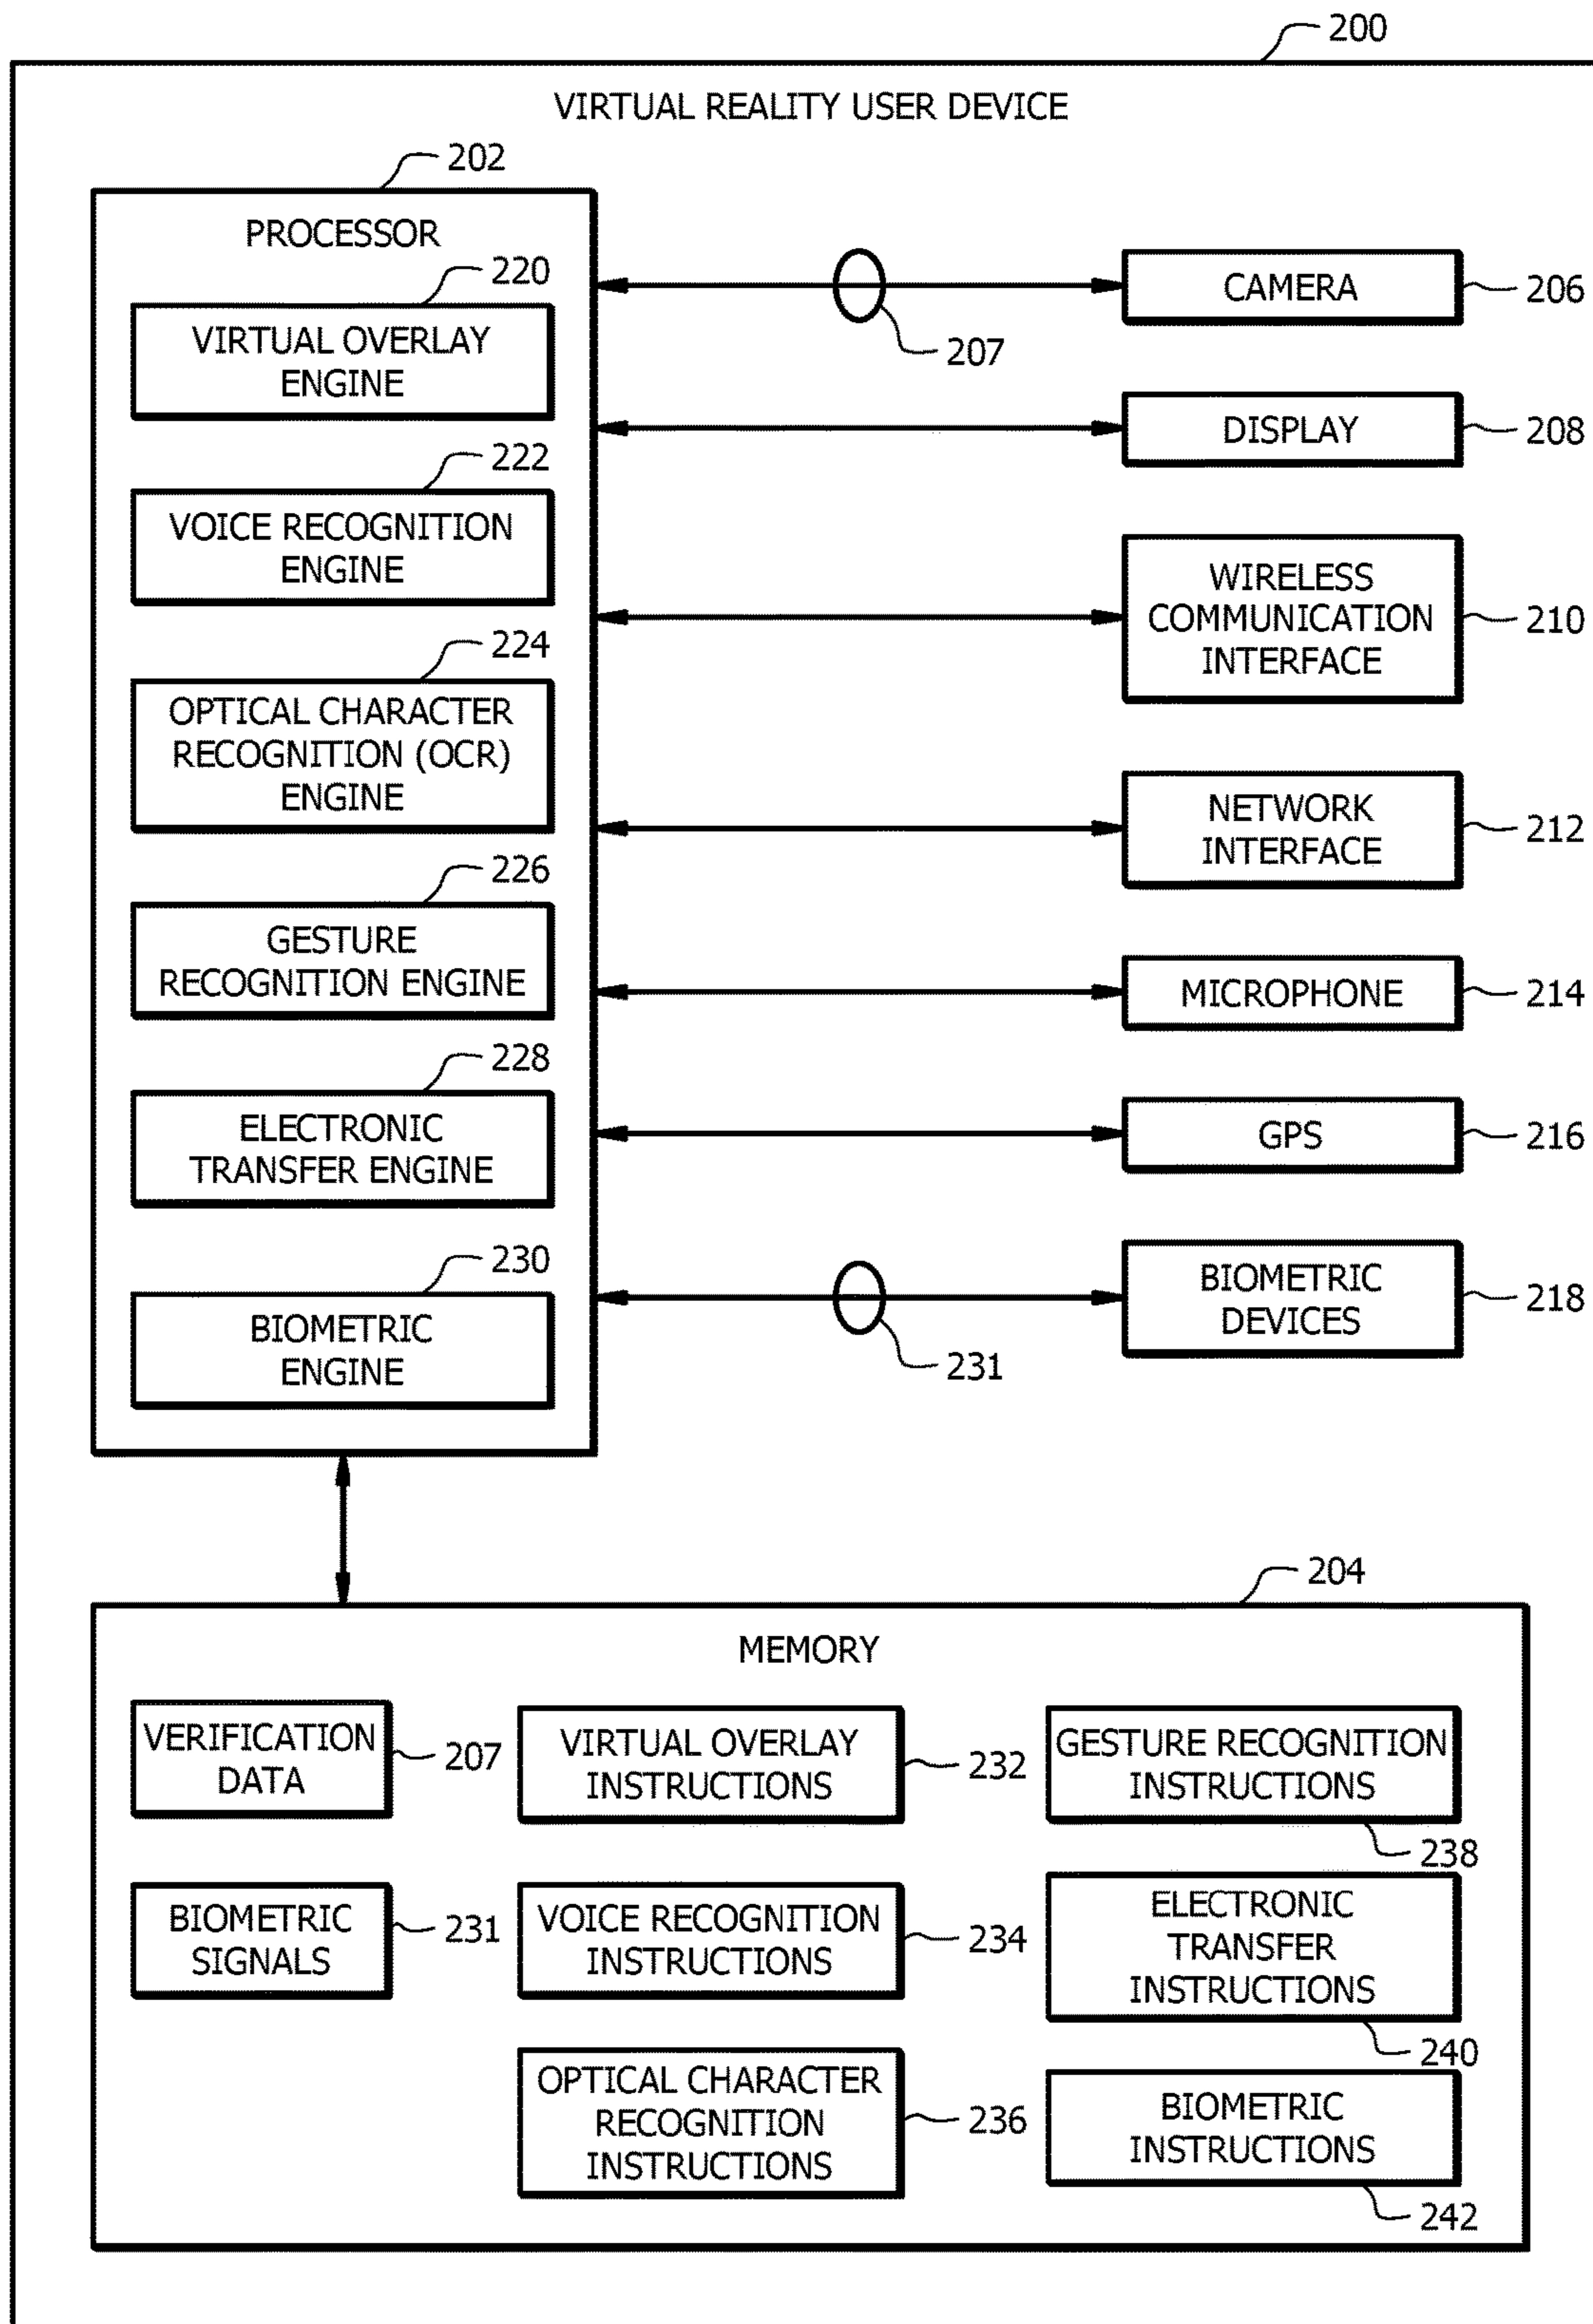 200
VIRTUAL REALITY USER DEVICE
202
PROCESSOR
220
VIRTUAL OVERLAY
ENGINE
222
VOICE RECOGNITION
ENGINE
224
OPTICAL CHARACTER
RECOGNITION (OCR)
ENGINE
226
GESTURE
RECOGNITION ENGINE
228
ELECTRONIC
TRANSFER ENGINE
230
BIOMETRIC
ENGINE
207
CAMERA
206
DISPLAY
208
WIRELESS
COMMUNICATION
INTERFACE
210
NETWORK
INTERFACE
212
MICROPHONE
214
GPS
216
BIOMETRIC
DEVICES
218
231
204
MEMORY
VERIFICATION
DATA
207
BIOMETRIC
SIGNALS
231
VIRTUAL OVERLAY
INSTRUCTIONS
232
VOICE RECOGNITION
INSTRUCTIONS
234
OPTICAL CHARACTER
RECOGNITION
INSTRUCTIONS
236
GESTURE RECOGNITION
INSTRUCTIONS
238
ELECTRONIC
TRANSFER
INSTRUCTIONS
240
BIOMETRIC
INSTRUCTIONS
242